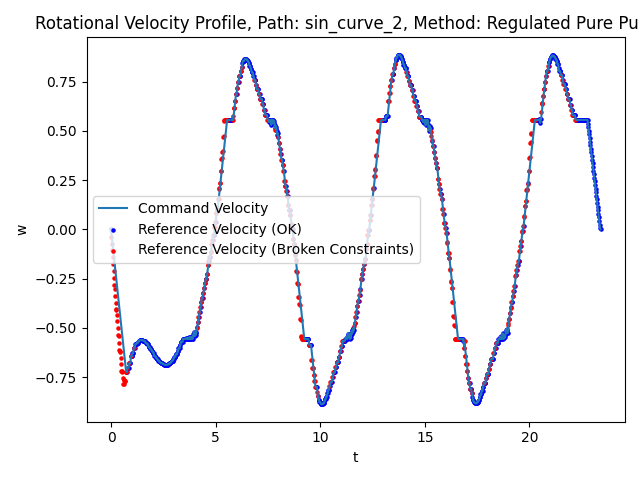 Rotational Velocity Profile, Path: sin_curve_2, Method: Regulated Pure Pu
0.75
0.50
0.25
0.00
−0.25
−0.50
−0.75
w
Command Velocity
Reference Velocity (OK)
Reference Velocity (Broken Constraints)
0
5
10
15
20
t